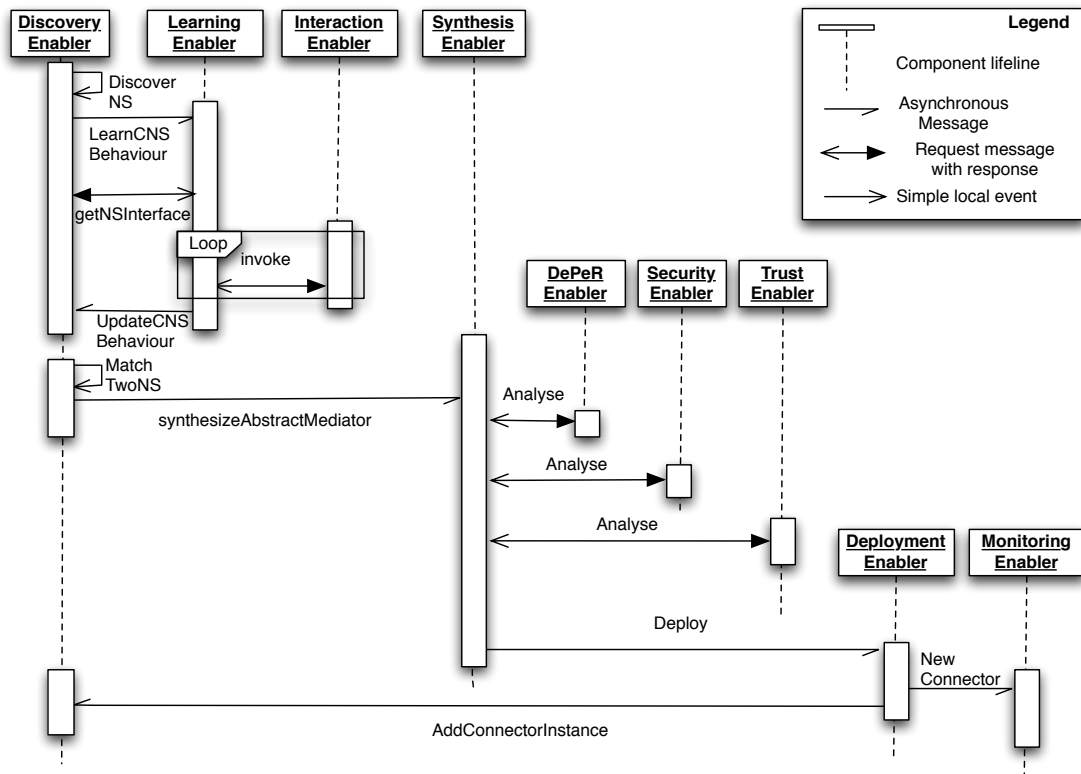 Discovery
Enabler
Learning
Enabler
Interaction
Enabler
Synthesis
Enabler
Legend
Component lifeline
Asynchronous
Message
Request message
with response
Simple local event
Discover
NS
LearnCNS
Behaviour
getNSInterface
Loop
invoke
UpdateCNS
Behaviour
DePeR
Enabler
Security
Enabler
Trust
Enabler
Match
TwoNS
synthesizeAbstractMediator
Analyse
Analyse
Analyse
Deployment
Enabler
Monitoring
Enabler
Deploy
New
Connector
AddConnectorInstance